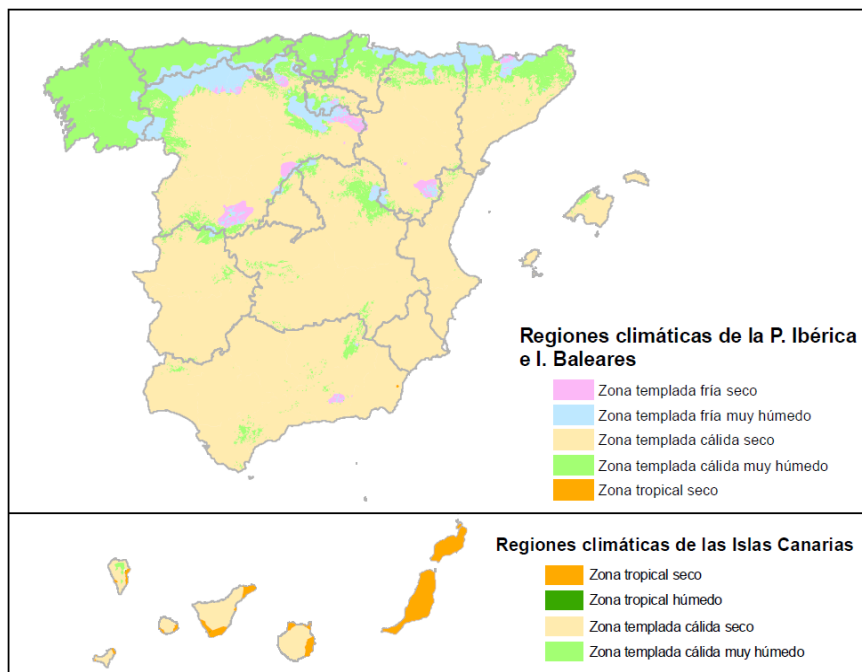 Regiones climáticas de la P. Ibérica
e I. Baleares
Zona templada fría seco
Zona templada fría muy húmedo
Zona templada cálida seco
Zona templada cálida muy húmedo
Zona tropical seco
Regiones climáticas de las Islas Canarias
Zona tropical seco
Zona tropical húmedo
Zona templada cálida seco
Zona templada cálida muy húmedo